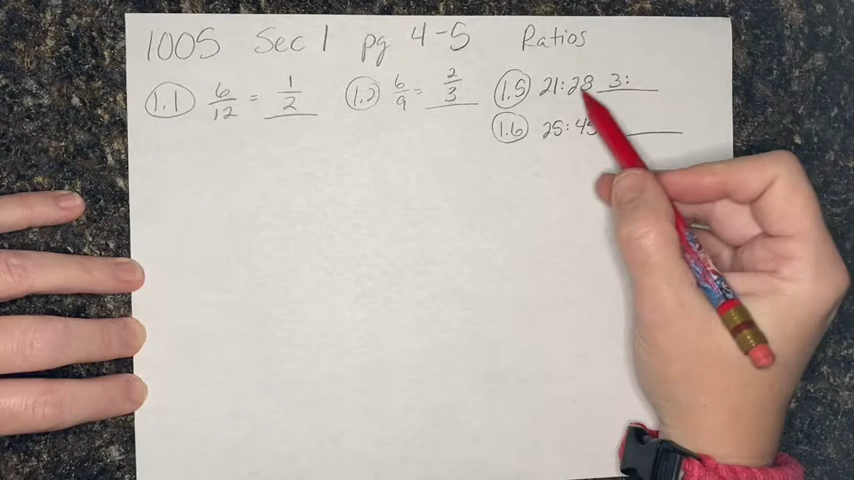 1005 Sec 1 pg 4-5 Ratios
1.1 6/12 = 1/2 1.2 6/9 = 2/3 1.5 21:28 3:
1.6 25:45